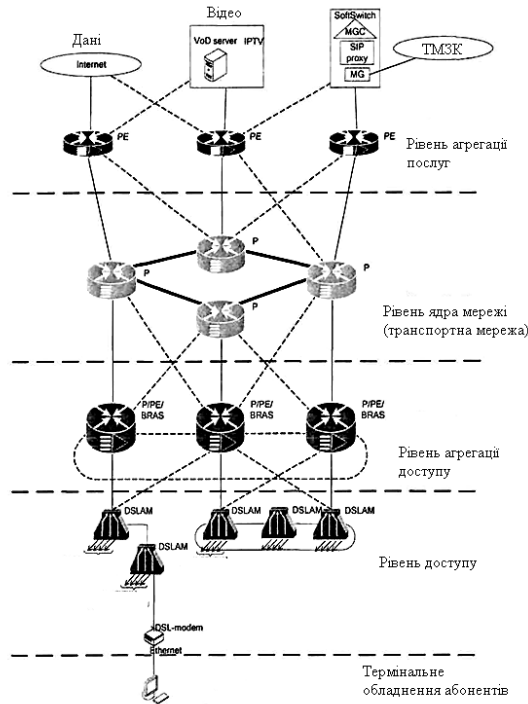 Дані
Відео
SoftSwitch
MGC
VoD server IPTV
SIP
proxy
Internet
MG
ТМЗК
PE
PE
PE
Рівень агрегації
послуг
P
P
P
P
Рівень ядра мережі
(транспортна мережа)
P/PE/
BRAS
P/PE/
BRAS
P/PE/
BRAS
Рівень агрегації
доступу
DSLAM
DSLAM
DSLAM
DSLAM
DSLAM
Рівень доступу
DSL-modem
Ethernet
Термінальне
обладнення абонентів